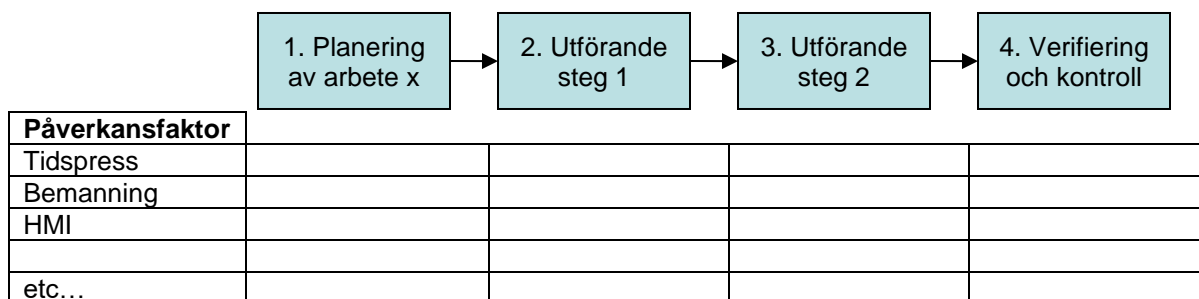 1. Planering
av arbete x
2. Utförande
steg 1
3. Utförande
steg 2
4. Verifiering
och kontroll
Påverkansfaktor
Tidspress
Bemanning
HMI
etc…